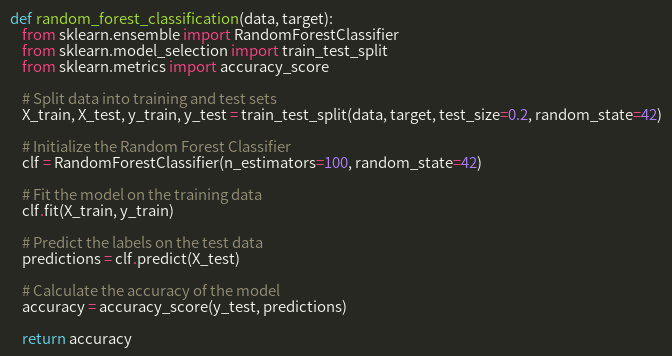 def random_forest_classification(data, target):
    from sklearn.ensemble import RandomForestClassifier
    from sklearn.model_selection import train_test_split
    from sklearn.metrics import accuracy_score

    # Split data into training and test sets
    X_train, X_test, y_train, y_test = train_test_split(data, target, test_size=0.2, random_state=42)

    # Initialize the Random Forest Classifier
    clf = RandomForestClassifier(n_estimators=100, random_state=42)

    # Fit the model on the training data
    clf.fit(X_train, y_train)

    # Predict the labels on the test data
    predictions = clf.predict(X_test)

    # Calculate the accuracy of the model
    accuracy = accuracy_score(y_test, predictions)

    return accuracy